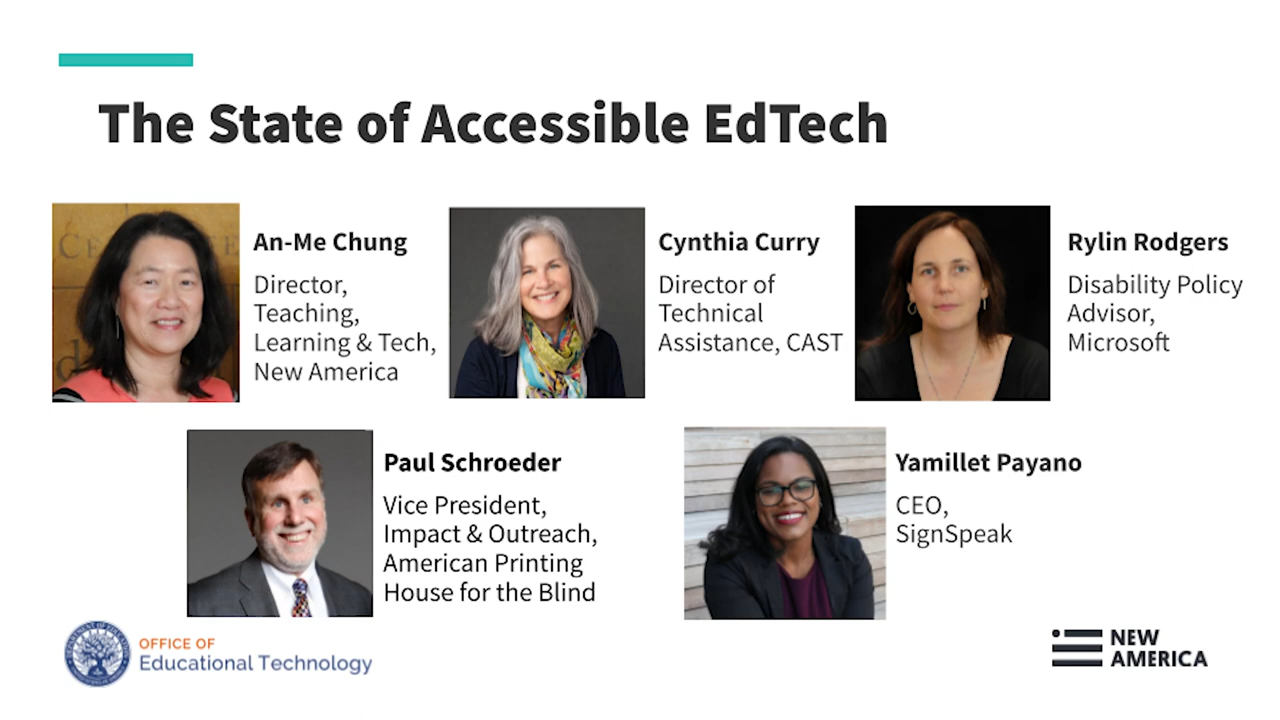 The State of Accessible EdTech
An-Me Chung
Director,
Teaching,
Learning & Tech,
New America
Cynthia Curry
Director of
Technical
Assistance, CAST
Rylin Rodgers
Disability Policy
Advisor,
Microsoft
Paul Schroeder
Vice President,
Impact & Outreach,
American Printing
House for the Blind
Yamillet Payano
CEO,
SignSpeak
OFFICE OF
Educational Technology
NEW
AMERICA